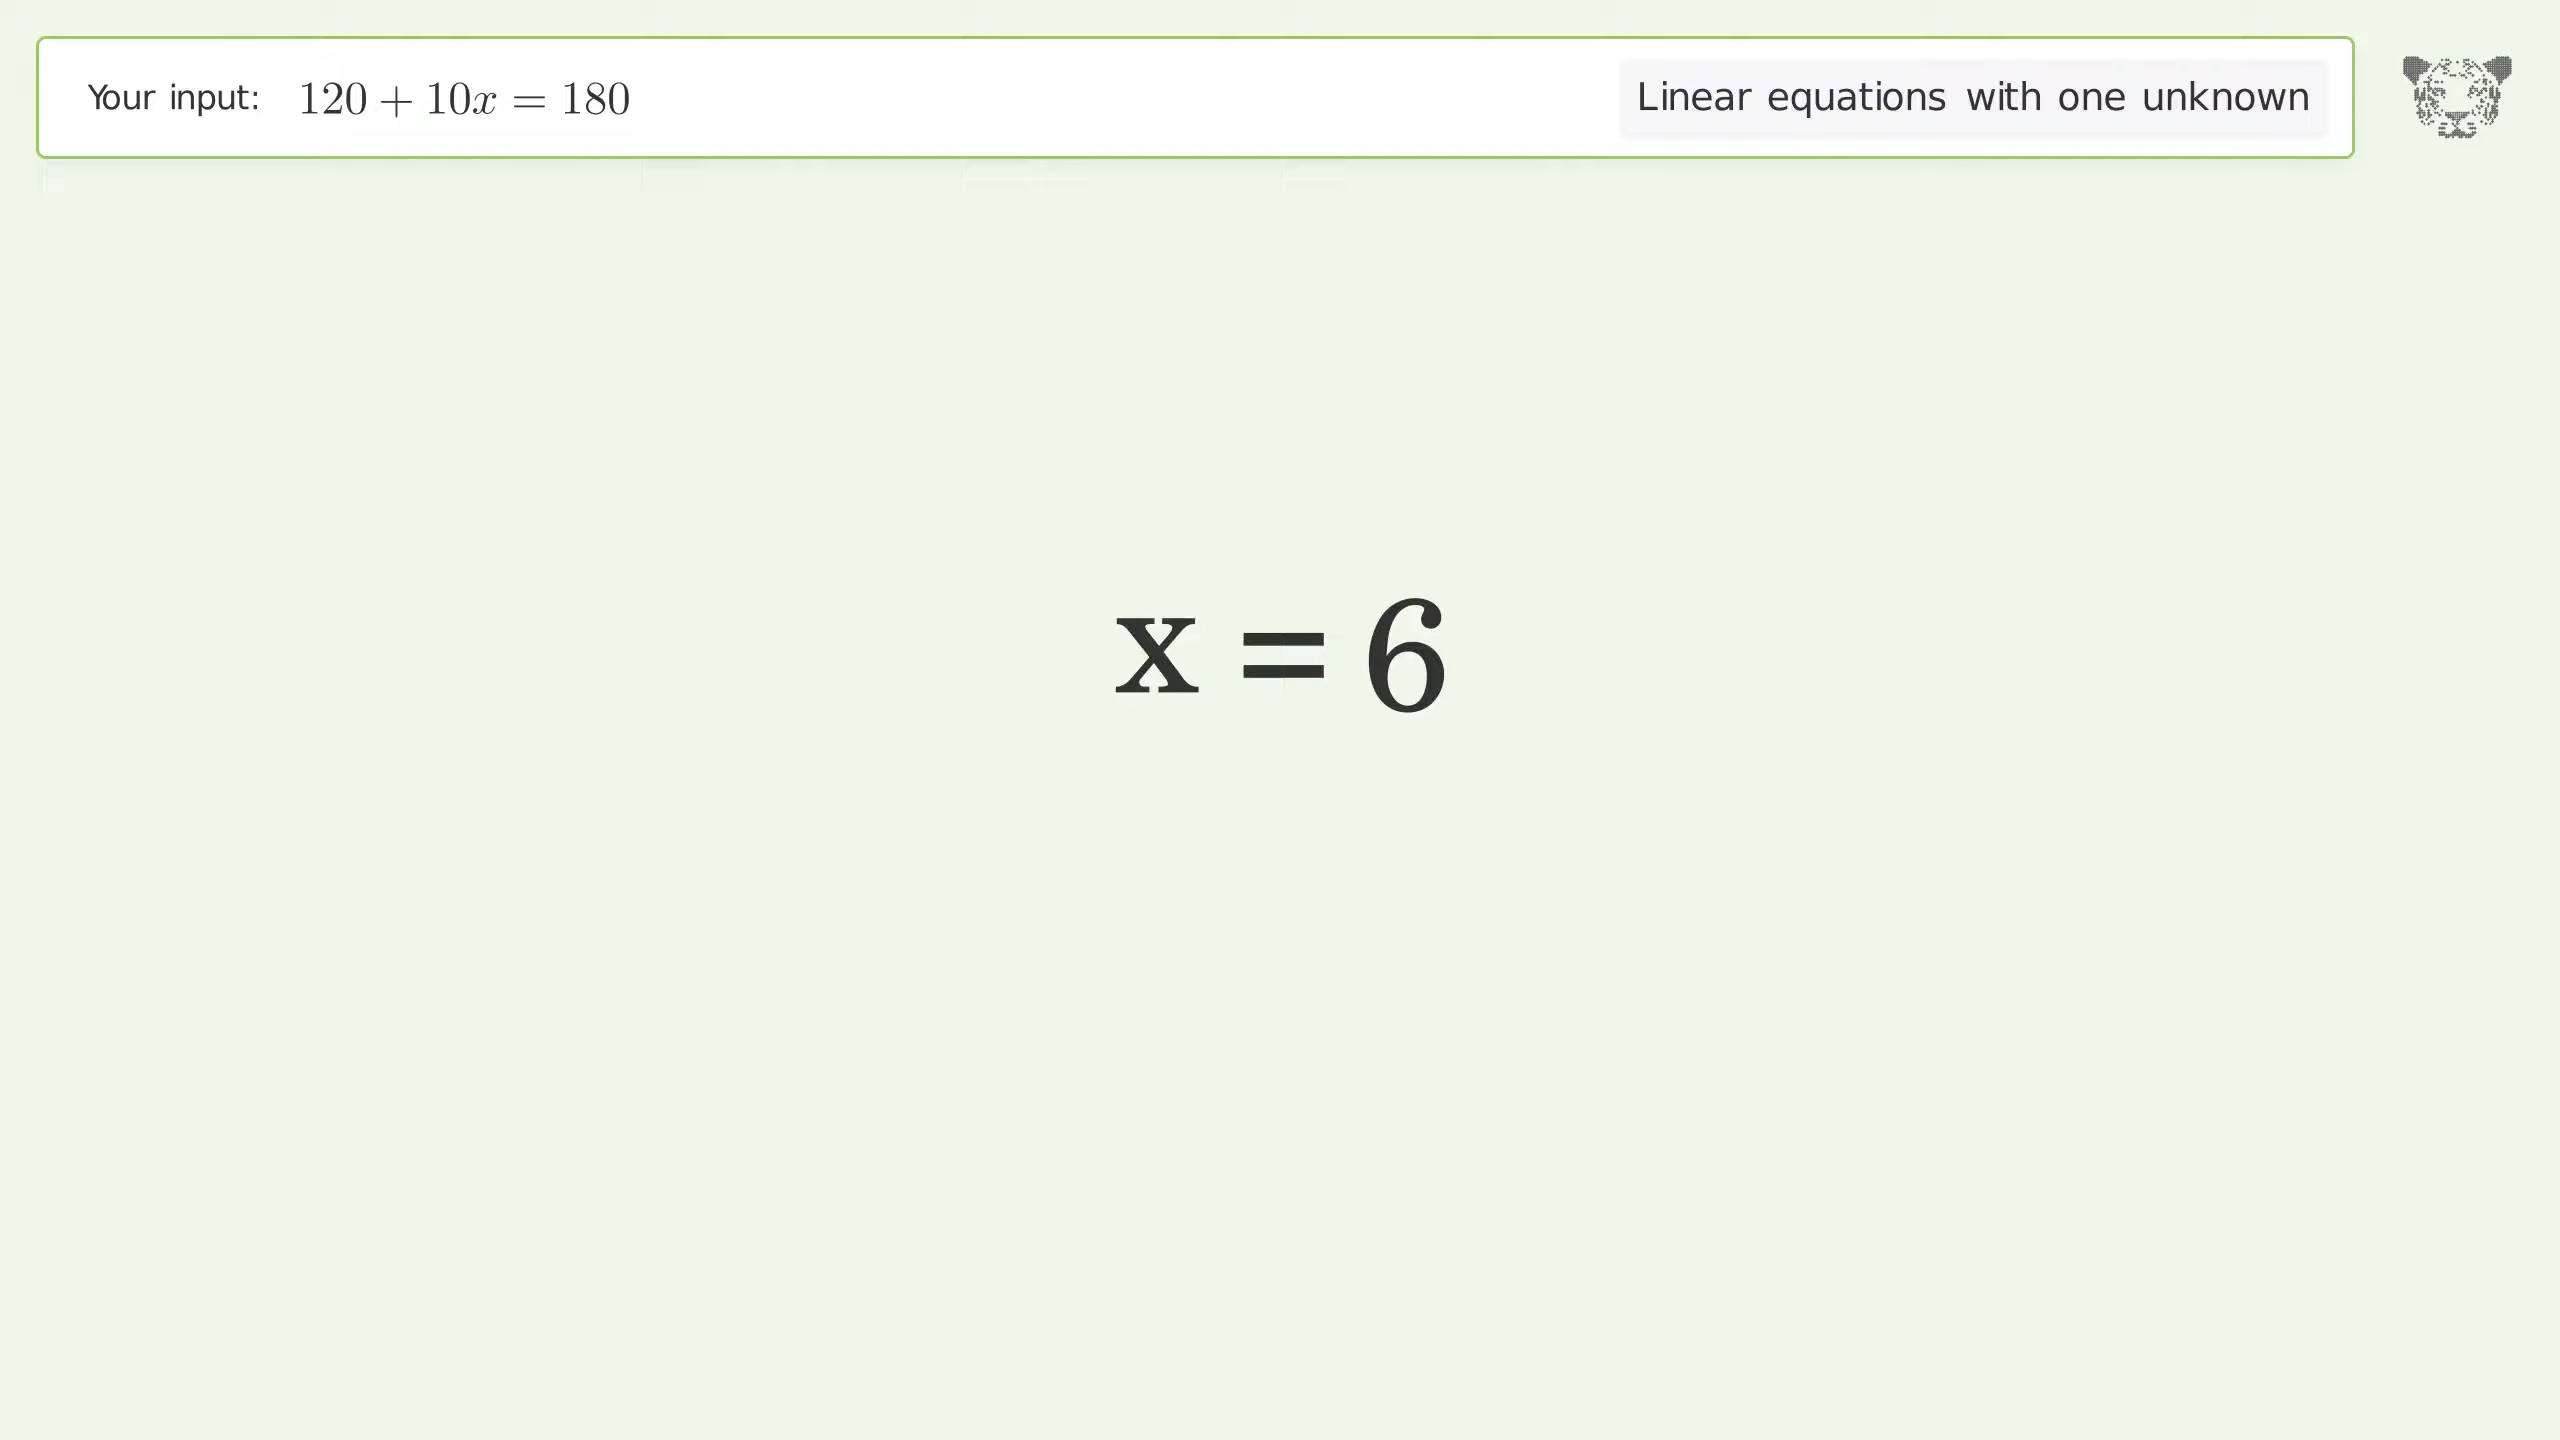 Your input: 120 + 10x = 180
Linear equations with one unknown
x = 6